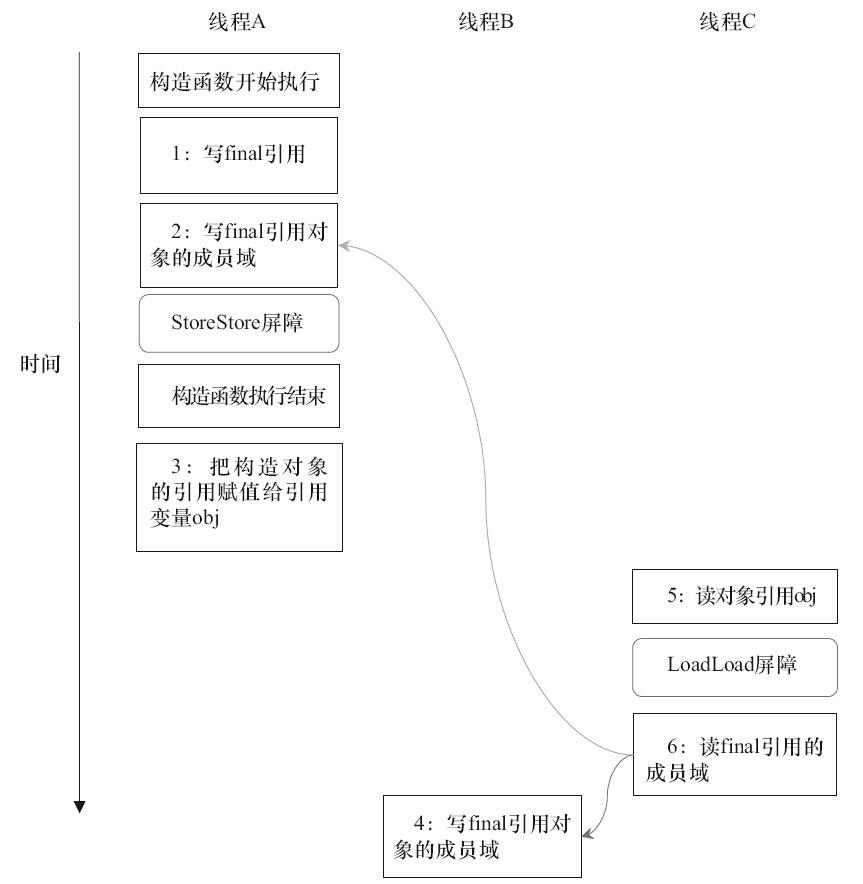 线程A
线程B
线程C
构造函数开始执行
1：写final引用
2：写final引用对
象的成员域
StoreStore屏障
时间
构造函数执行结束
3：把构造对象
的引用赋值给引用
变量obj
5：读对象引用obj
LoadLoad屏障
6：读final引用的
成员域
4：写final引用对
象的成员域